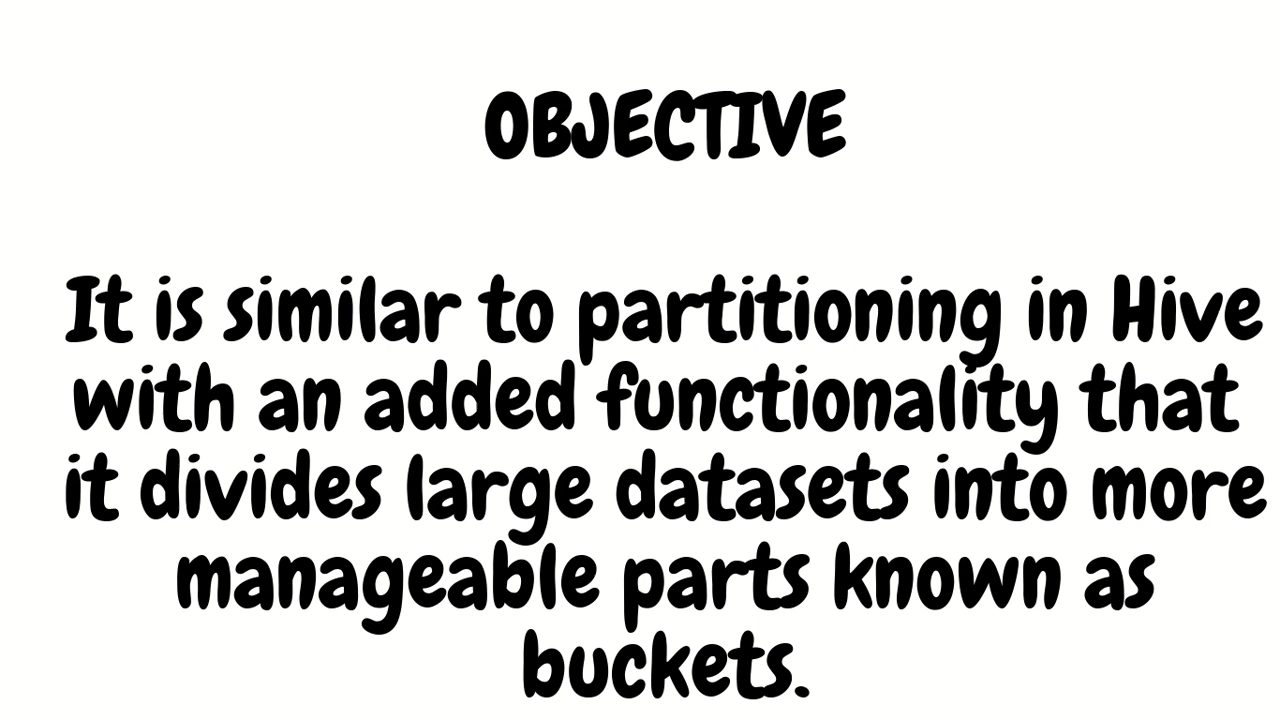 OBJECTIVE
It is similar to partitioning in Hive
with an added functionality that
it divides large datasets into more
manageable parts known as
buckets.